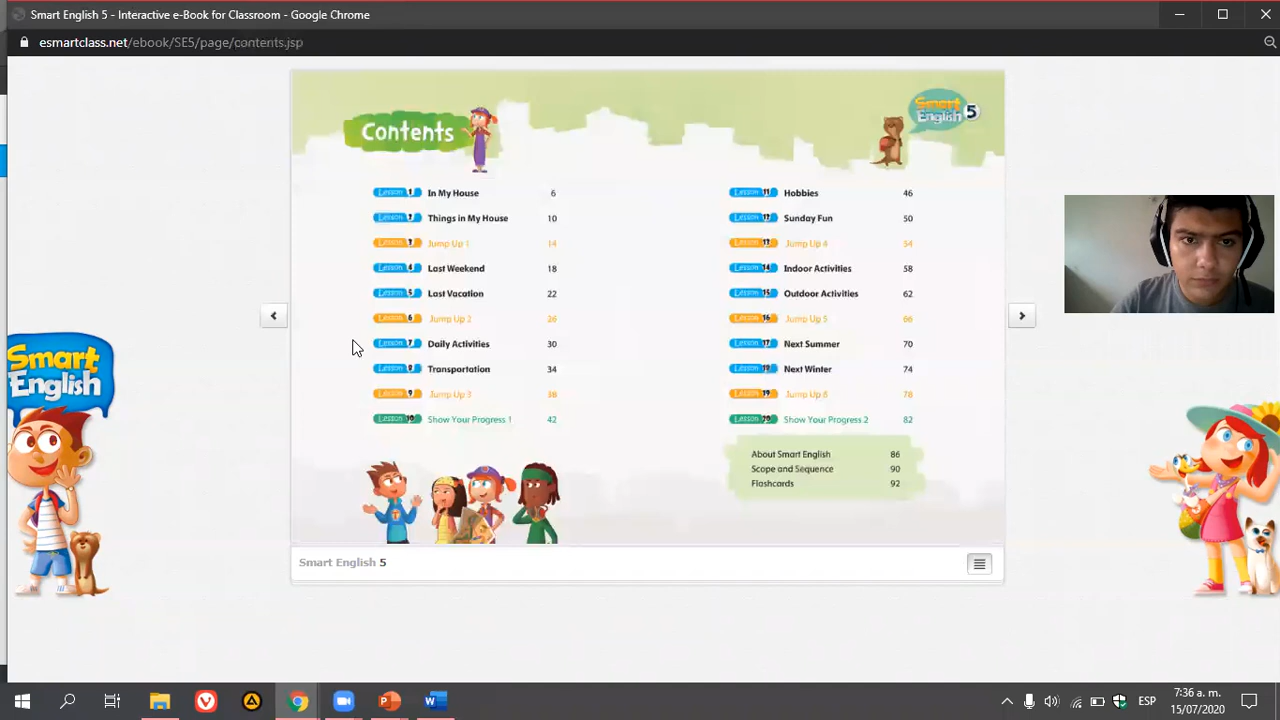 Smart English 5 - Interactive e-Book for Classroom - Google Chrome
esmartclass.net/ebook/SE5/page/contents.jsp
Contents
Smart English 5
Lesson 1 In My House 6
Lesson 2 Things in My House 10
Lesson 3 Jump Up 1 14
Lesson 4 Last Weekend 18
Lesson 5 Last Vacation 22
Lesson 6 Jump Up 2 26
Lesson 7 Daily Activities 30
Lesson 8 Transportation 34
Lesson 9 Jump Up 3 38
Lesson 10 Show Your Progress 1 42
Lesson 11 Hobbies 46
Lesson 12 Sunday Fun 50
Lesson 13 Jump Up 4 54
Lesson 14 Indoor Activities 58
Lesson 15 Outdoor Activities 62
Lesson 16 Jump Up 5 66
Lesson 17 Next Summer 70
Lesson 18 Next Winter 74
Lesson 19 Jump Up 6 78
Lesson 20 Show Your Progress 2 82
About Smart English 86
Scope and Sequence 90
Flashcards 92
Smart English
Smart English 5
ESP
7:36 a. m.
15/07/2020